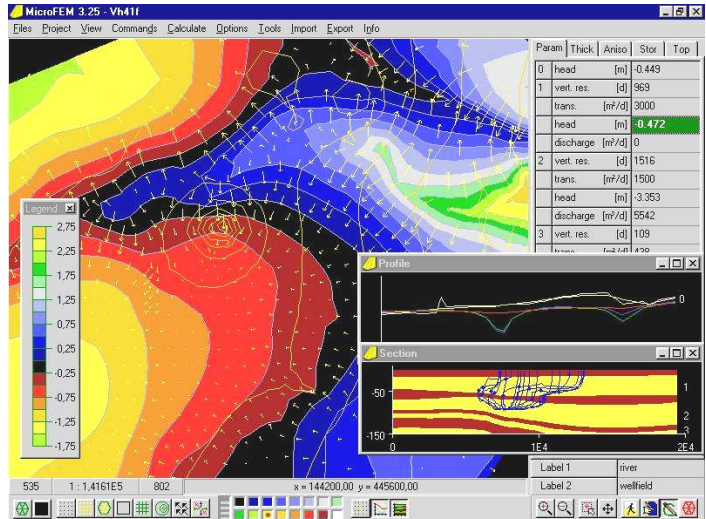 MicroFEM 3.25 - Vh41f
Files Project View Commands Calculate Options Tools Import Export Info
Param Thick Aniso Stor Top
0 head [m] -0.449
1 vert. res. [d] 969
trans. [m²/d] 3000
head [m] -0.472
discharge [m³/d] 0
2 vert. res. [d] 1516
trans. [m²/d] 1500
head [m] -3.353
discharge [m³/d] 5542
3 vert. res. [d] 109
trans. [m²/d] 438
Legend
2,75
2,25
1,75
1,25
0,75
0,25
-0,25
-0,75
-1,25
-1,75
Profile
0
Section
-50
-150
1
2
3
0 1E4 2E4
Label 1 river
Label 2 wellfield
535 1 : 1,4161E5 802 x = 144200,00 y = 445600,00